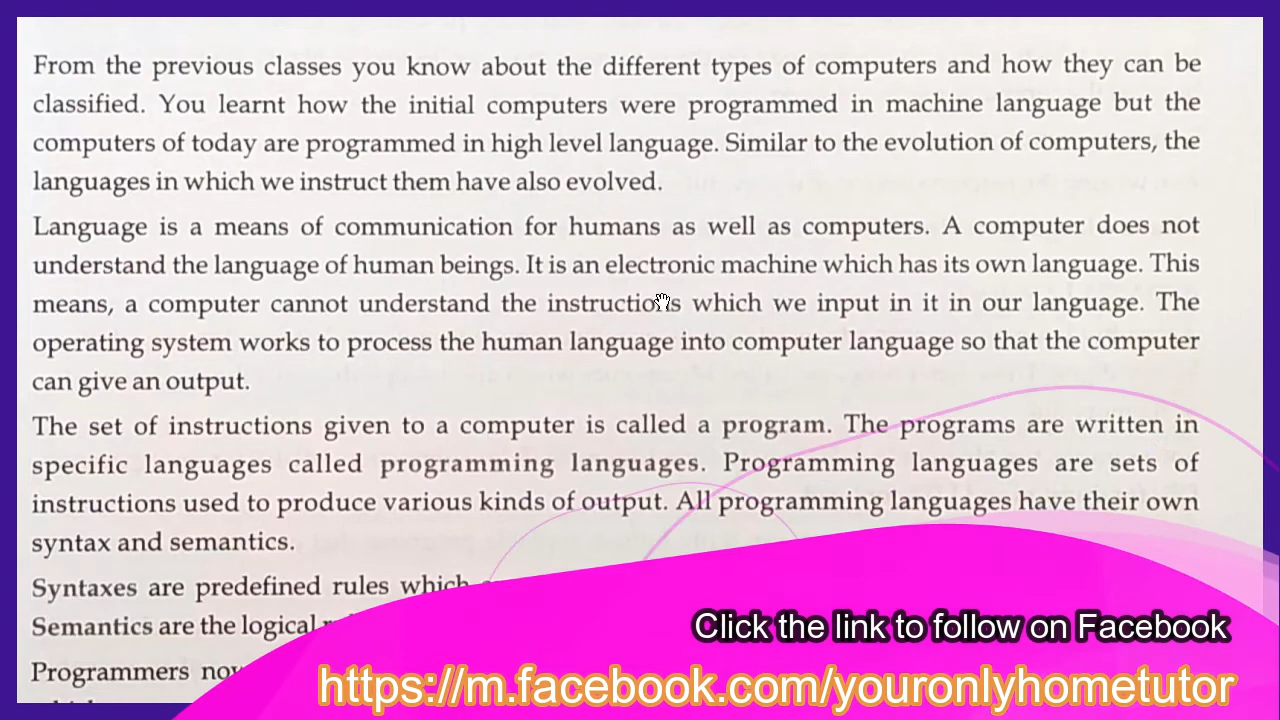 From the previous classes you know about the different types of computers and how they can be
classified. You learnt how the initial computers were programmed in machine language but the
computers of today are programmed in high level language. Similar to the evolution of computers, the
languages in which we instruct them have also evolved.
Language is a means of communication for humans as well as computers. A computer does not
understand the language of human beings. It is an electronic machine which has its own language. This
means, a computer cannot understand the instructions which we input in it in our language. The
operating system works to process the human language into computer language so that the computer
can give an output.
The set of instructions given to a computer is called a program. The programs are written in
specific languages called programming languages. Programming languages are sets of
instructions used to produce various kinds of output. All programming languages have their own
syntax and semantics.
Syntaxes are predefined rules which
Semantics are the logical
Programmers
Click the link to follow on Facebook
https://m.facebook.com/youronlyhometutor